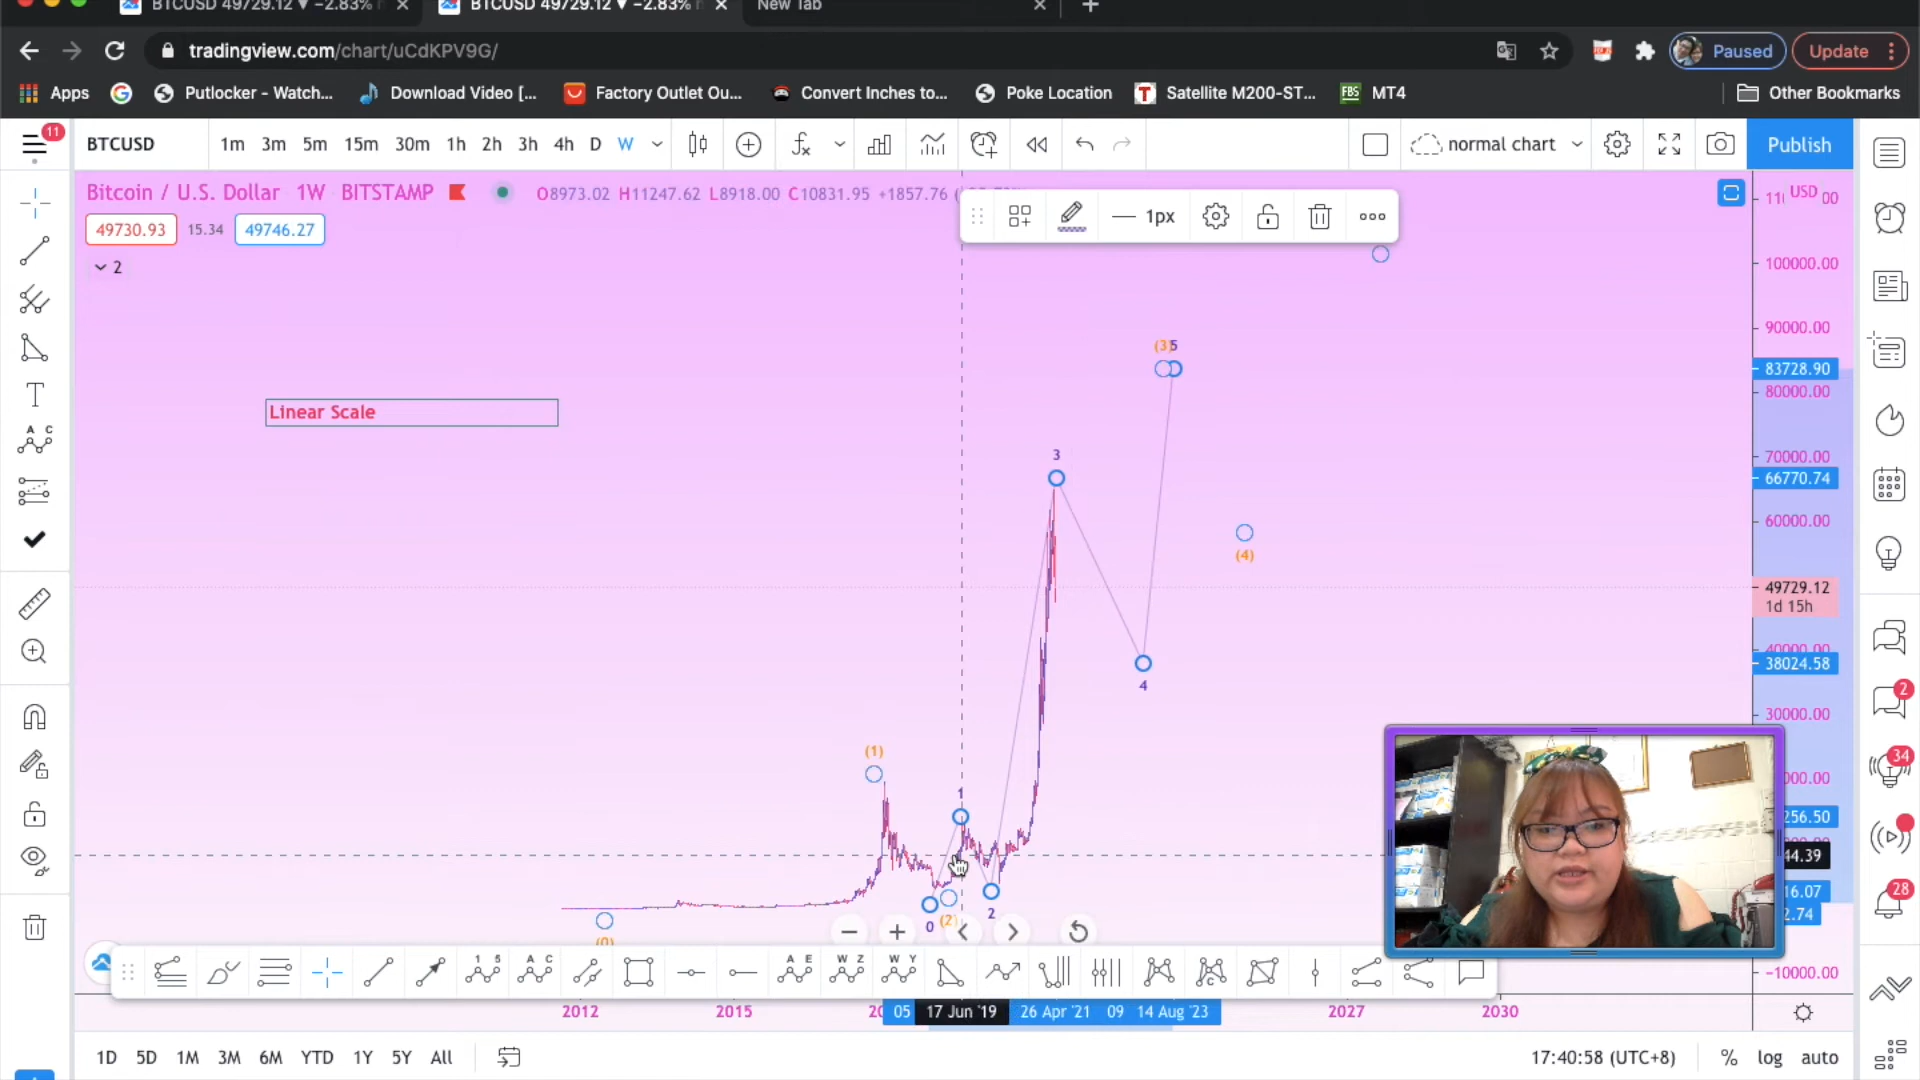 BTCUSD 49729.12 ▼ −2.83%
BTCUSD 49729.12 ▼ −2.83%
New Tab
tradingview.com/chart/uCdKPV9G/
Paused
Update
Apps
Putlocker - Watch...
Download Video [...
Factory Outlet Ou...
Convert Inches to...
Poke Location
Satellite M200-ST...
FBS
MT4
Other Bookmarks
11
BTCUSD
1m 3m 5m 15m 30m 1h 2h 3h 4h D W
normal chart
Publish
Bitcoin / U.S. Dollar 1W BITSTAMP
O8973.02 H11247.62 L8918.00 C10831.95 +1857.76
1px
USD
49730.93
15.34
49746.27
2
100000.00
90000.00
(3)
5
83728.90
80000.00
Linear Scale
3
70000.00
66770.74
60000.00
(4)
49729.12
1d 15h
40000.00
38024.58
4
30000.00
2
(1)
34
1
256.50
44.39
16.07
28
2.74
0
(2)
2
(0)
−10000.00
2012
2015
05
17 Jun '19
26 Apr '21
09
14 Aug '23
2027
2030
1D 5D 1M 3M 6M YTD 1Y 5Y All
17:40:58 (UTC+8)
%
log
auto